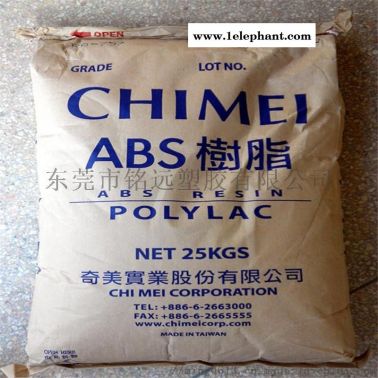 www.1elephant.com
OPEN
GRADE LOT NO.
CHIMEI
ABS 樹脂
东莞市铭远塑胶有限公司
ABS RESIN
POLYLAC
NET 25KGS
奇美實業股份有限公司
CHI MEI CORPORATION
TEL: +886-6-2663000
FAX: +886-6-2665555
www.chimeicorp.com
MADE IN TAIWAN